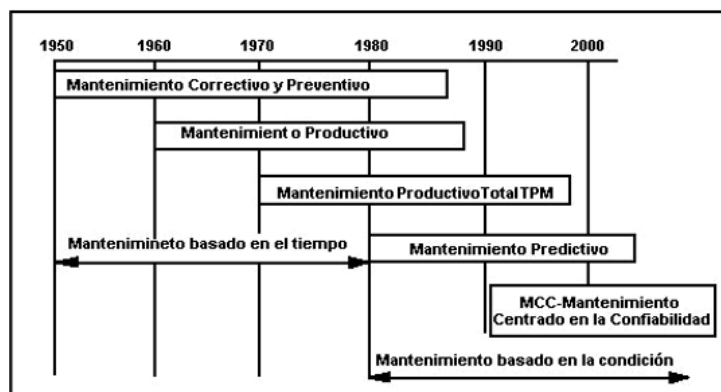 1950 1960 1970 1980 1990 2000
Mantenimiento Correctivo y Preventivo
Mantenimient o Productivo
Mantenimiento ProductivoTotal TPM
Mantenimineto basado en el tiempo
Mantenimiento Predictivo
MCC-Mantenimiento
Centrado en la Confiabilidad
Mantenimiento basado en la condición